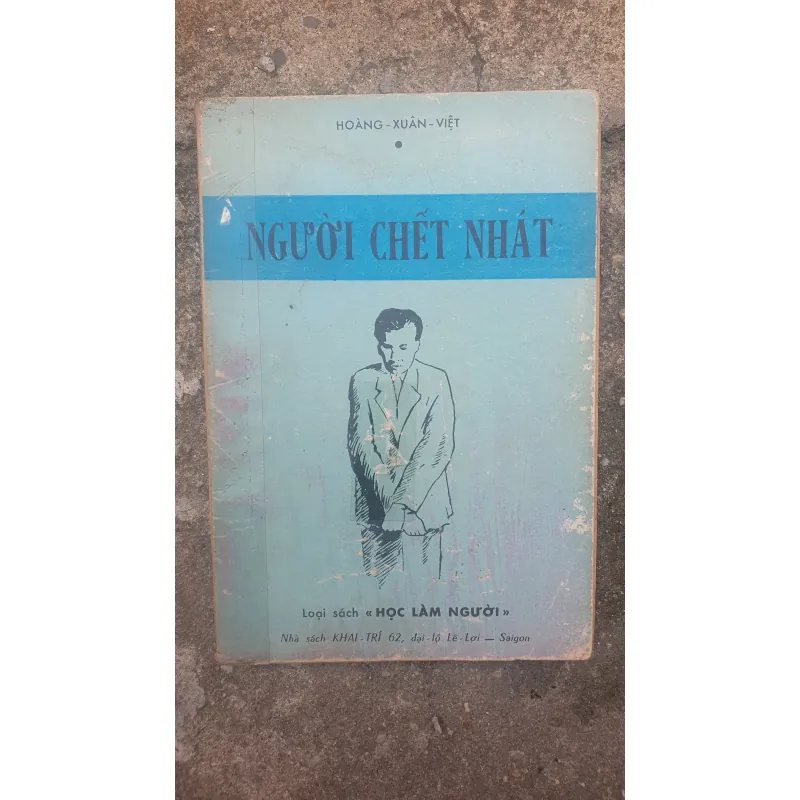 HOÀNG-XUÂN-VIỆT
NGƯỜI CHẾT NHÁT
Loại sách « HỌC LÀM NGƯỜI »
Nhà sách KHAI-TRÍ 62, đại-lộ Lê-Lợi — Saigon